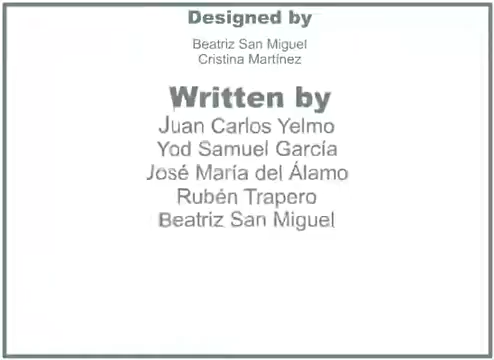 Designed by
Beatriz San Miguel
Cristina Martínez
Written by
Juan Carlos Yelmo
Yod Samuel García
José María del Álamo
Rubén Trapero
Beatriz San Miguel